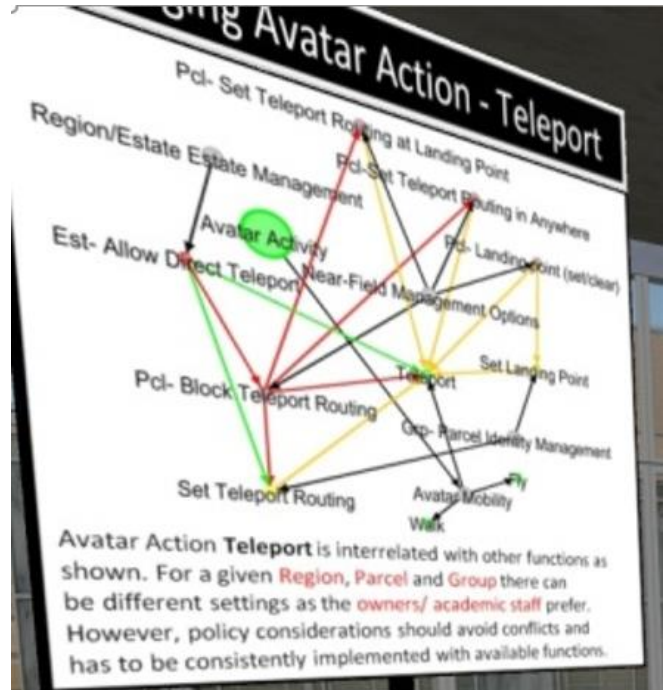 ging Avatar Action - Teleport
Pcl- Set Teleport Routing at Landing Point
Region/Estate Estate Management
Pcl-Set Teleport Routing in Anywhere
Avatar Activity
Pcl- Landing Point (set/clear)
Est- Allow Direct Teleport
Near-Field Management Options
Teleport
Set Landing Point
Pcl- Block Teleport Routing
Grp- Parcel Identity Management
Set Teleport Routing
Avatar Mobility
Fly
Walk
Avatar Action Teleport is interrelated with other functions as
shown. For a given Region, Parcel and Group there can
be different settings as the owners/ academic staff prefer.
However, policy considerations should avoid conflicts and
has to be consistently implemented with available functions.